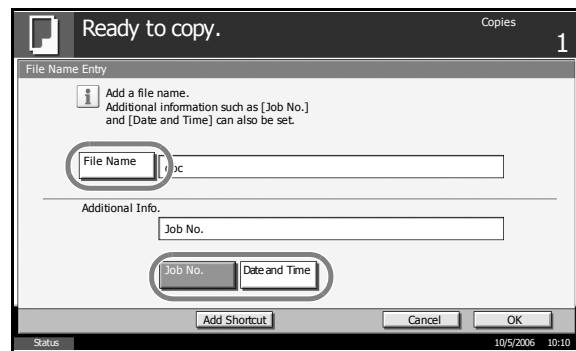 Ready to copy.
Copies
1
File Name Entry
i
Add a file name.
Additional information such as [Job No.]
and [Date and Time] can also be set.
File Name
Additional Info.
Job No.
Job No.
Date and Time
Add Shortcut
Cancel
OK
Status
10/5/2006 10:10